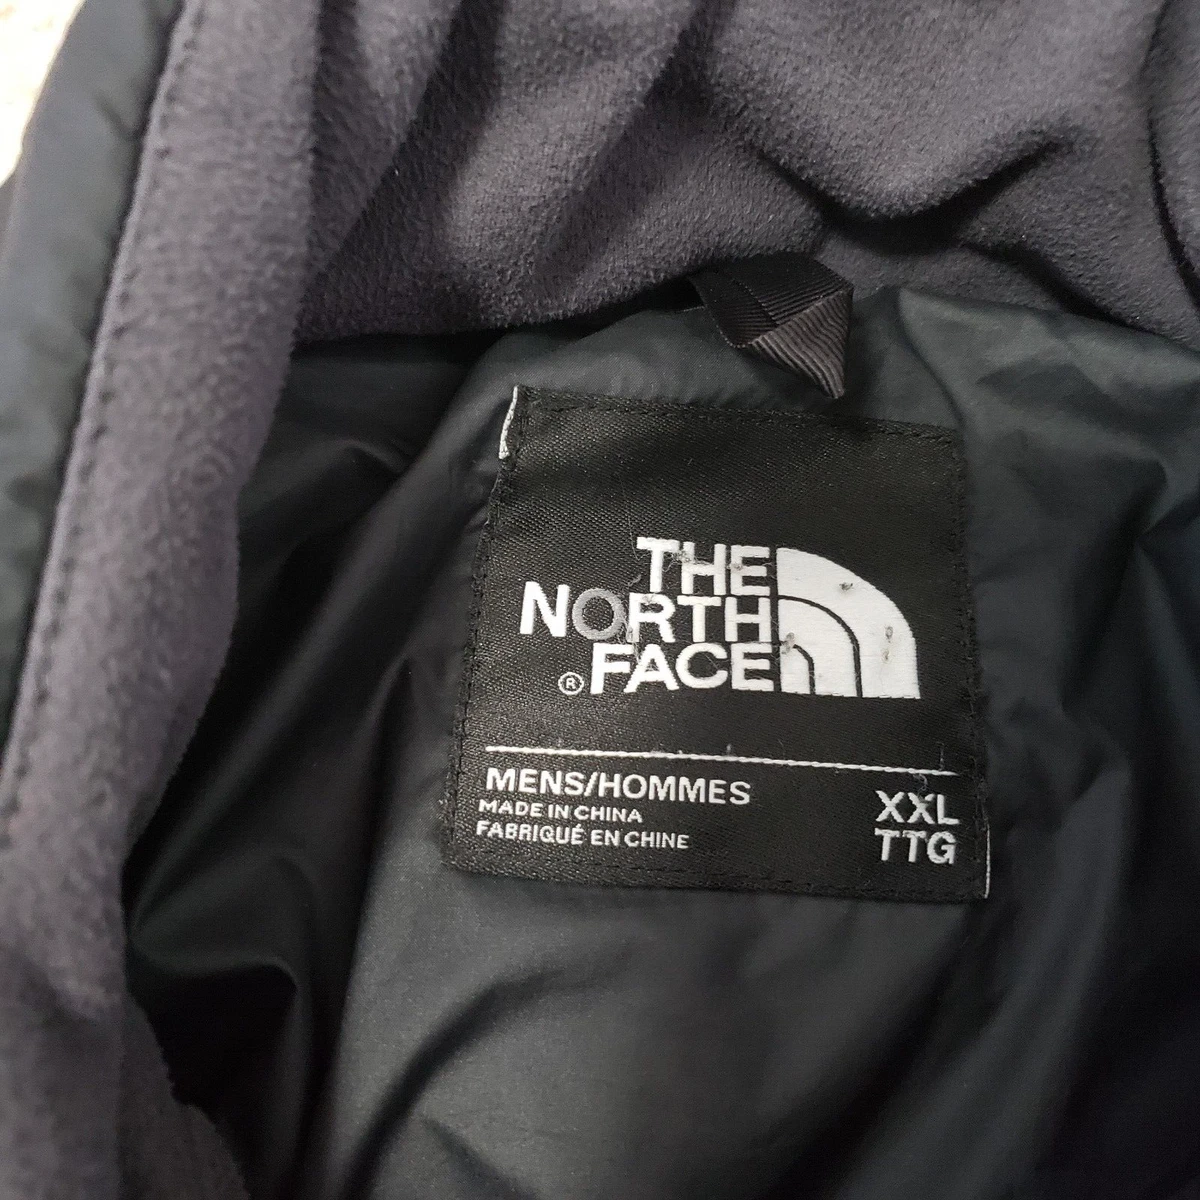 THE
NORTH
FACE
®
MENS/HOMMES
MADE IN CHINA
FABRIQUÉ EN CHINE
XXL
TTG